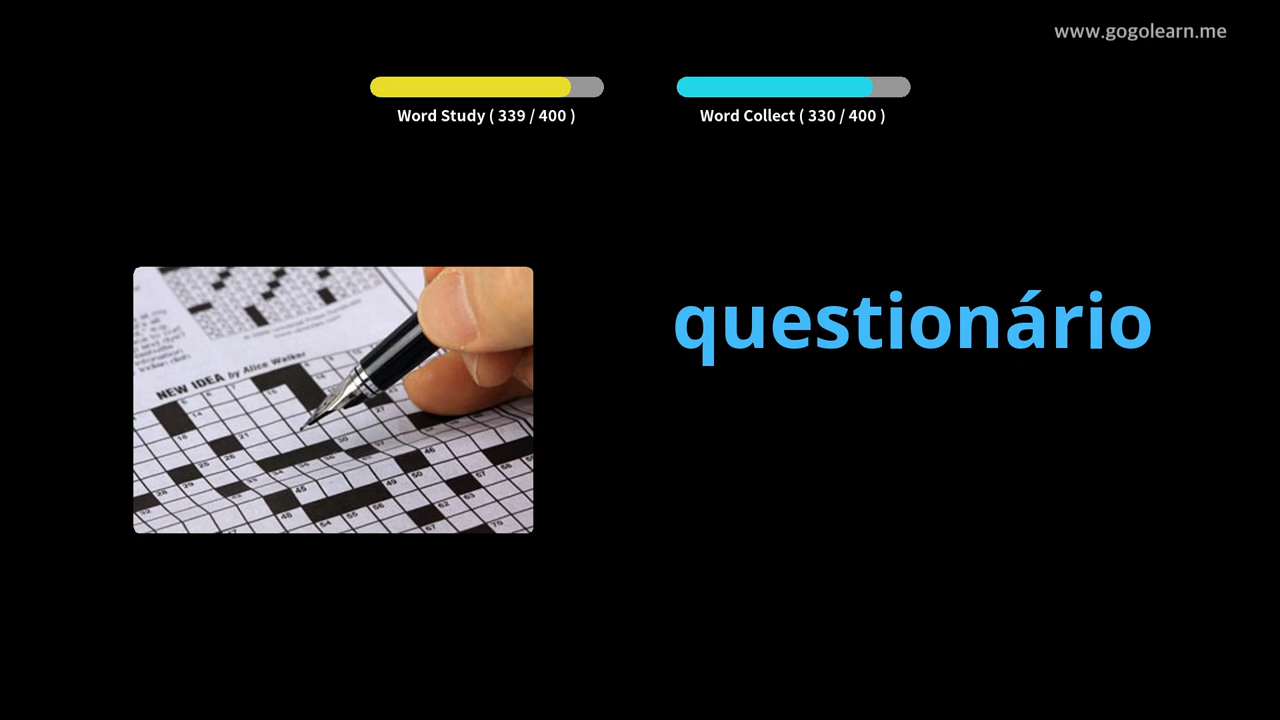 www.gogolearn.me
Word Study ( 339 / 400 )
Word Collect ( 330 / 400 )
questionário
NEW IDEA by Alice Walker